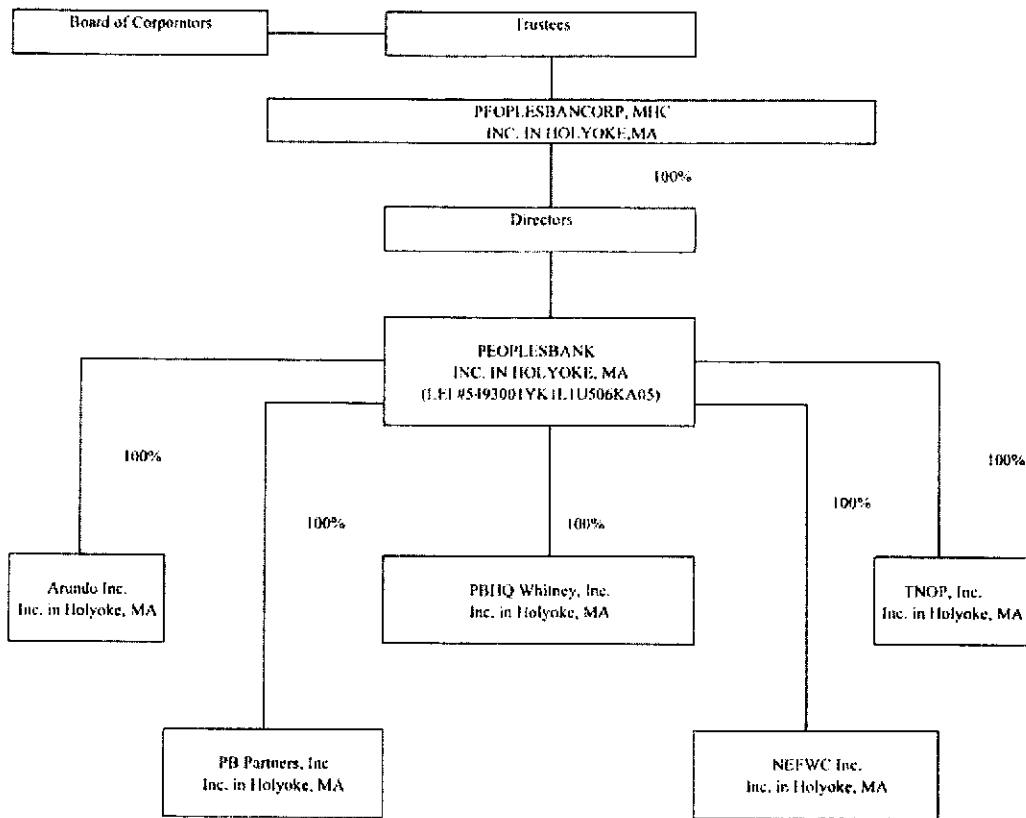 Board of Corporntors
Trustees
PEOPLESBANCORP, MHC
INC. IN HOLYOKE,MA
100%
Directors
PEOPLESBANK
INC. IN HOLYOKE, MA
(LEI #5493001YK1L1U506KA05)
100%
100%
100%
100%
100%
Arundo Inc.
Inc. in Holyoke, MA
PBHQ Whitney, Inc.
Inc. in Holyoke, MA
TNOP, Inc.
Inc. in Holyoke, MA
PB Partners, Inc
Inc. in Holyoke, MA
NEFWC Inc.
Inc. in Holyoke, MA